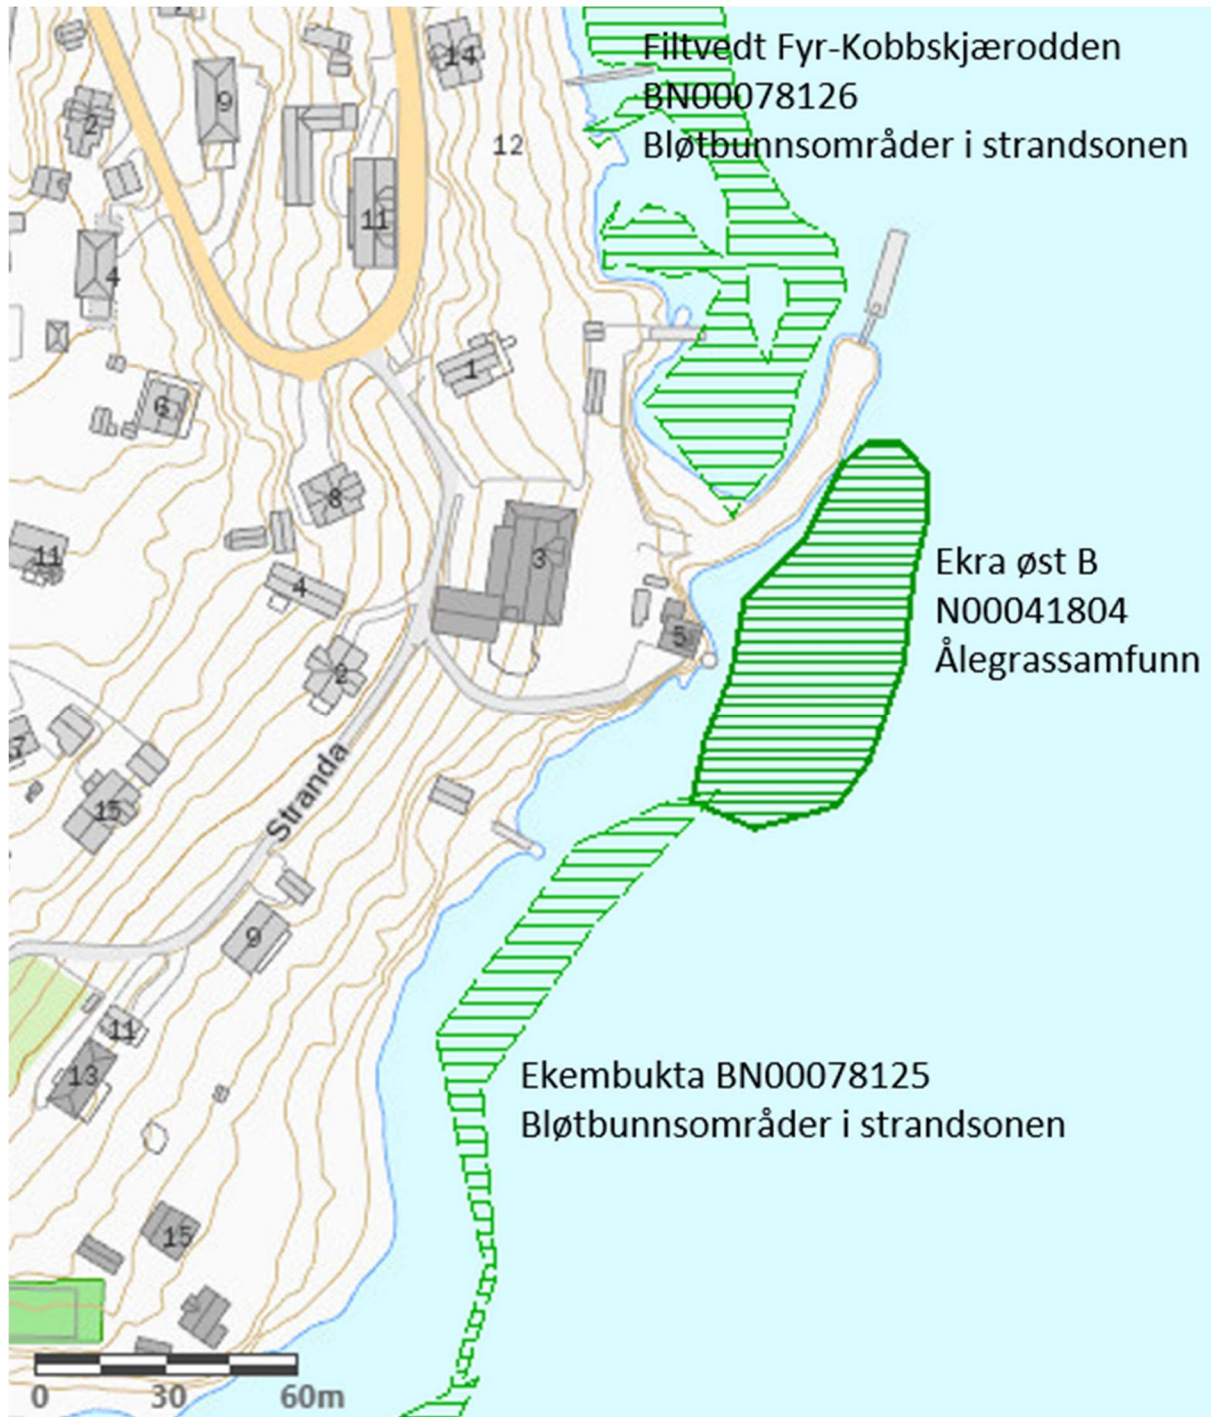 Filtvedt Fyr-Kobbskjærodden
BN00078126
Bløtbunnsområder i strandsonen
14
9
2
12
11
4
1
6
8
11
3
4
5
2
Ekra øst B
N00041804
Ålegrassamfunn
7
15
Stranda
9
11
13
Ekembukta BN00078125
Bløtbunnsområder i strandsonen
15
0 30 60m